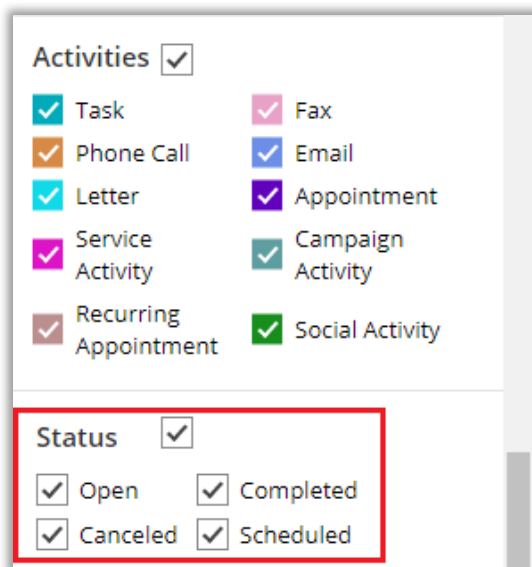 Activities
Task Fax
Phone Call Email
Letter Appointment
Service Campaign
Activity Activity
Recurring
Appointment Social Activity
Status
Open Completed
Canceled Scheduled